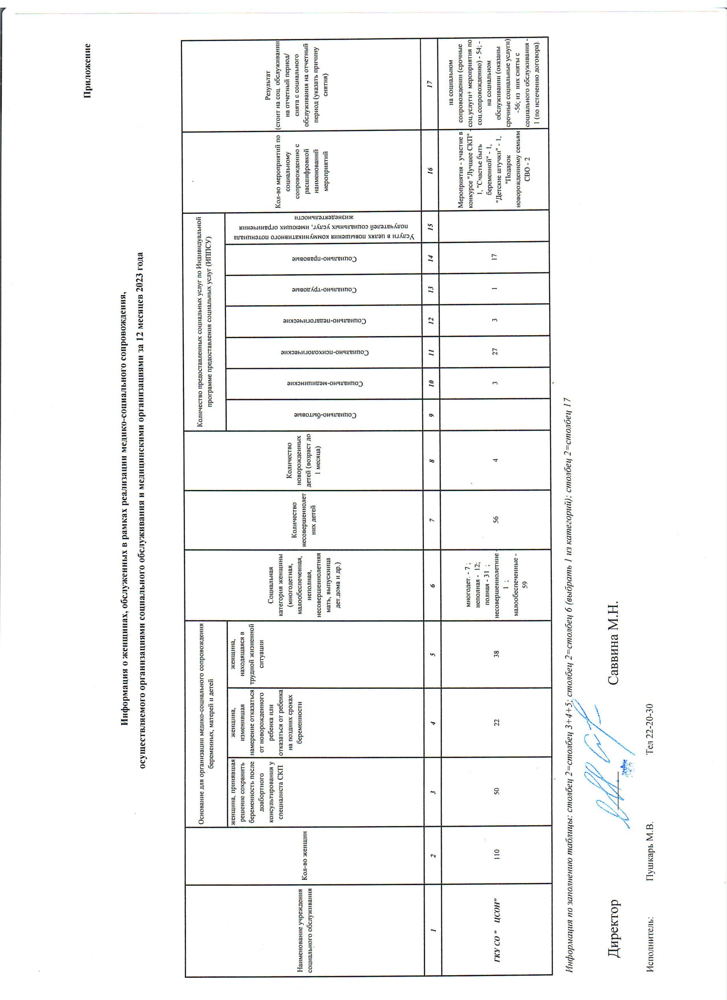 Приложение
Информация о женщинах, обслуженных в рамках реализации медико-социального сопровождения,
осуществляемого организациями социального обслуживания и медицинскими организациями за 12 месяцев 2023 года
Наименование учреждения
социального обслуживания
Кол-во женщин
Основание для организации медико-социального сопровождения
беременных, матерей и детей
женщина, принявшая
решение сохранить
беременность после
доабортного
консультирования у
специалиста СКП
женщина,
изменившая
намерение отказаться
от новорожденного
ребенка или
отказаться от ребенка
на поздних сроках
беременности
женщина,
находящаяся в
трудной жизненной
ситуации
Социальная
категория женщины
(многодетная,
малообеспеченная,
неполная,
несовершеннолетняя
мать, выпускница
дет.дома и др.)
Количество
несовершеннолет
них детей
Количество
новорожденных
детей (возраст до
1 месяца)
Количество предоставленных социальных услуг по Индивидуальной
программе предоставления социальных услуг (ИППСУ)
Социально-бытовые
Социально-медицинские
Социально-психологические
Социально-педагогические
Социально-трудовые
Социально-правовые
Услуги в целях повышения коммуникативного потенциала
получателей социальных услуг, имеющих ограничения
жизнедеятельности
Кол-во мероприятий по
социальному
сопровождению с
расшифровкой
наименований
мероприятий
Результат
(стоит на соц. обслуживании
на отчетный период/
снята с социального
обслуживания на отчетный
период (указать причину
снятия)
1 2 3 4 5 6 7 8 9 10 11 12 13 14 15 16 17
ГКУ СО " ЦСОН"
110
50
22
38
многодет. - 7 ;
неполная - 12;
полная - 31 ;
несовершеннолетние -
1 ;
малообеспеченные -
59
56
4
3
27
3
1
17
Мероприятия - участие в
конкурсе "Лучшее СКП" -
1, "Счастье быть
беременной" - 1,
"Детские штучки" - 1,
"Подарок
новорожденному семьям
СВО - 2
на социальном
сопровождении (срочные
соц.услуги+ мероприятия по
соц.сопровождению) - 54; -
на социальном
обслуживании (оказаны
срочные социальные услуги)
-56; из них сняты с
социального обслуживания -
1 (по истечению договора).
Информация по заполнению таблицы: столбец 2=столбец 3+4+5; столбец 2=столбец 6 (выбрать 1 из категорий); столбец 2=столбец 17
Директор Саввина М.Н.
Исполнитель: Пушкарь М.В. Тел 22-20-30